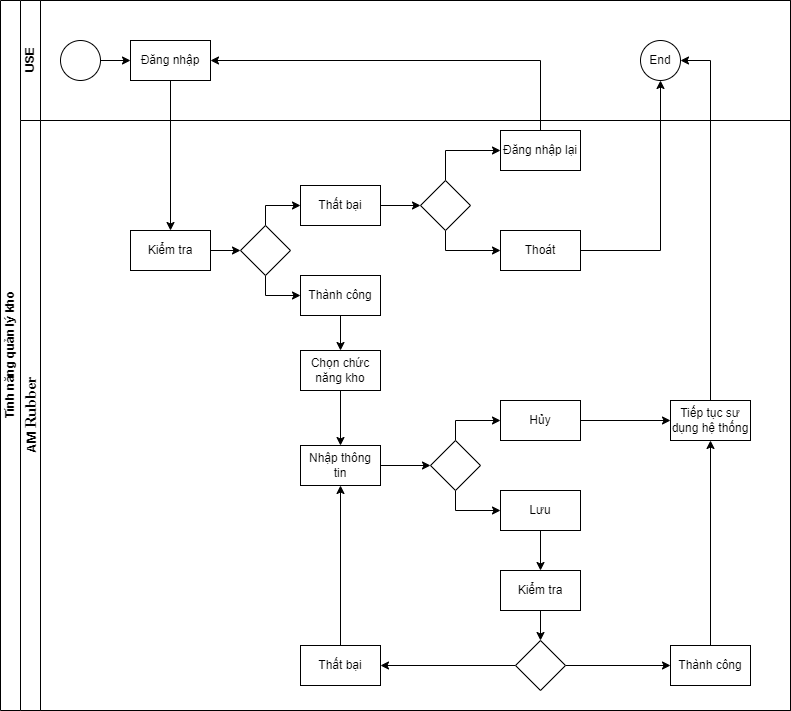 Tính năng quản lý kho
USE
AM Rubber
Đăng nhập
End
Đăng nhập lại
Thất bại
Kiểm tra
Thoát
Thành công
Chọn chức
năng kho
Hủy
Tiếp tục sư
dụng hệ thống
Nhập thông
tin
Lưu
Kiểm tra
Thất bại
Thành công